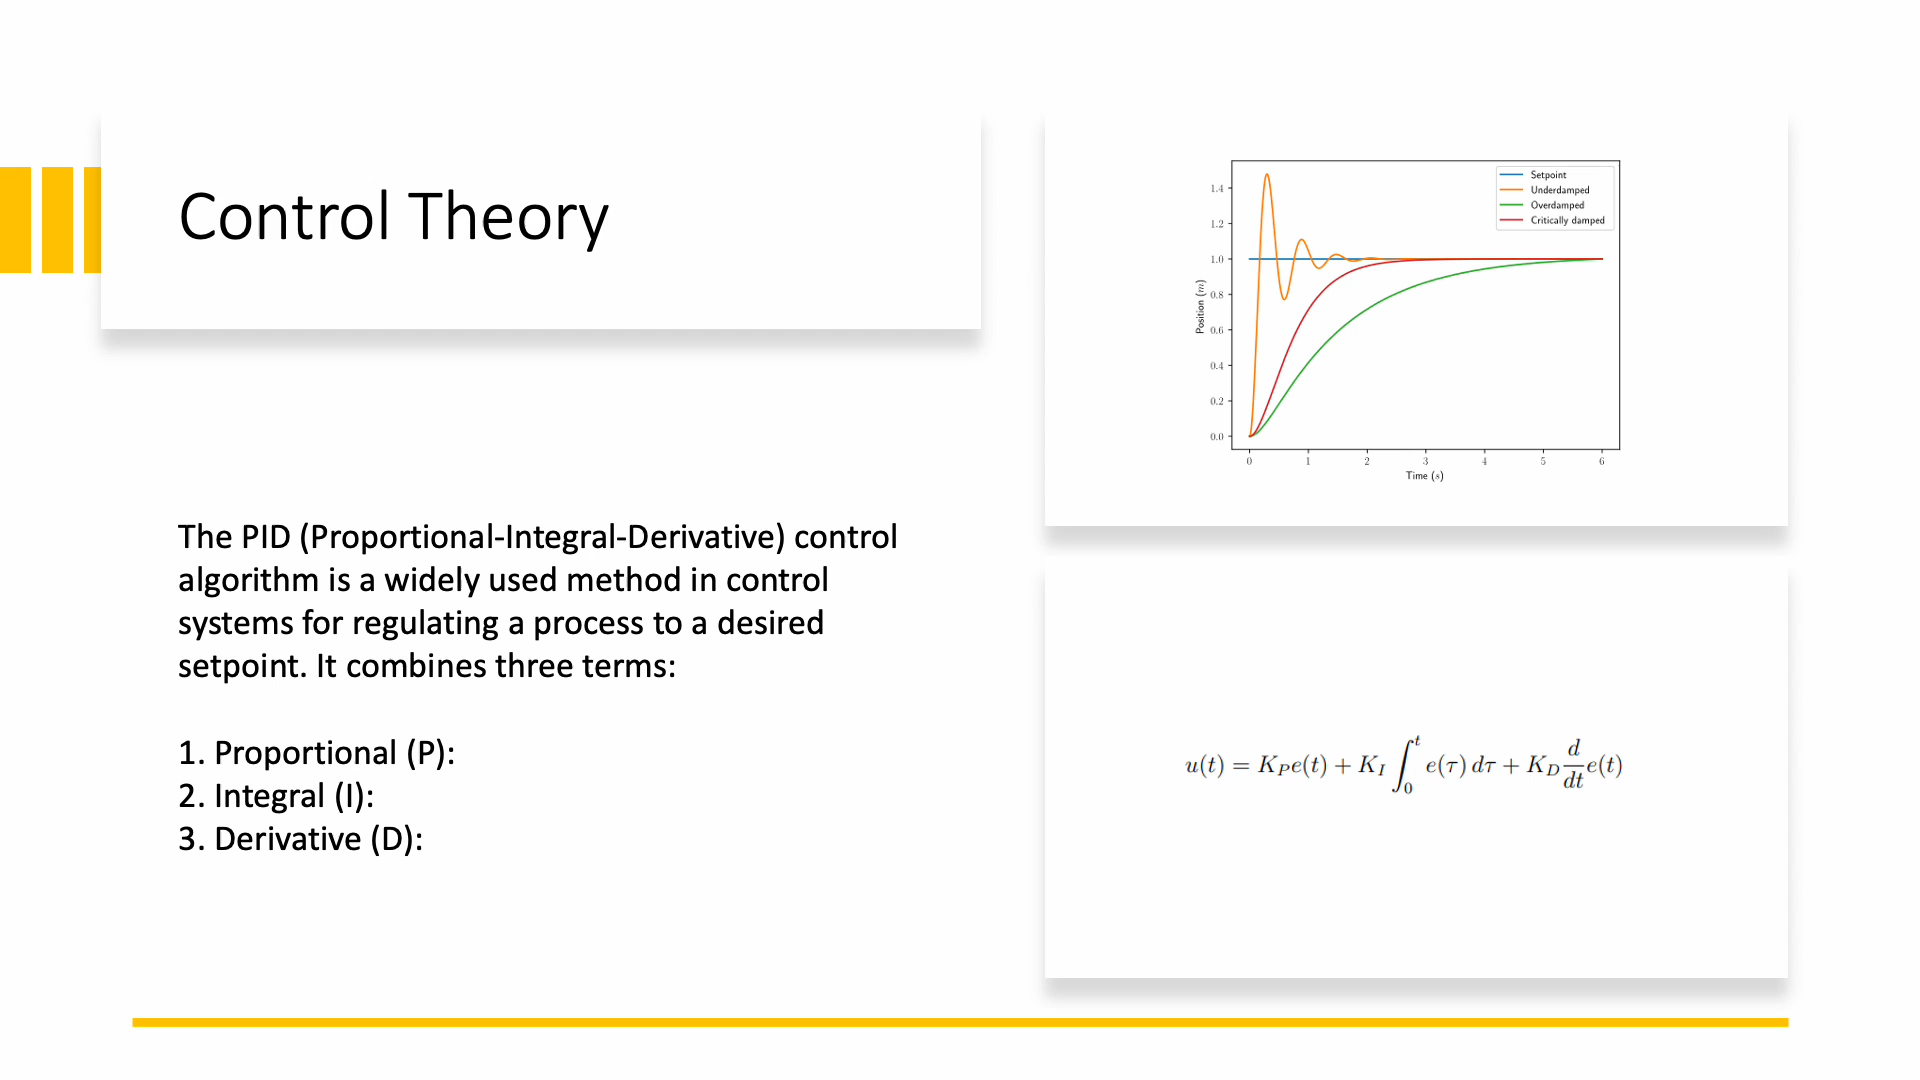 Control Theory
The PID (Proportional-Integral-Derivative) control
algorithm is a widely used method in control
systems for regulating a process to a desired
setpoint. It combines three terms:
1. Proportional (P):
2. Integral (I):
3. Derivative (D):
Setpoint
Underdamped
Overdamped
Critically damped
1.4
1.2
1.0
0.8
0.6
0.4
0.2
0.0
Position (m)
0 1 2 3 4 5 6
Time (s)
u(t) = K_P e(t) + K_I ∫_0^t e(τ) dτ + K_D d/dt e(t)